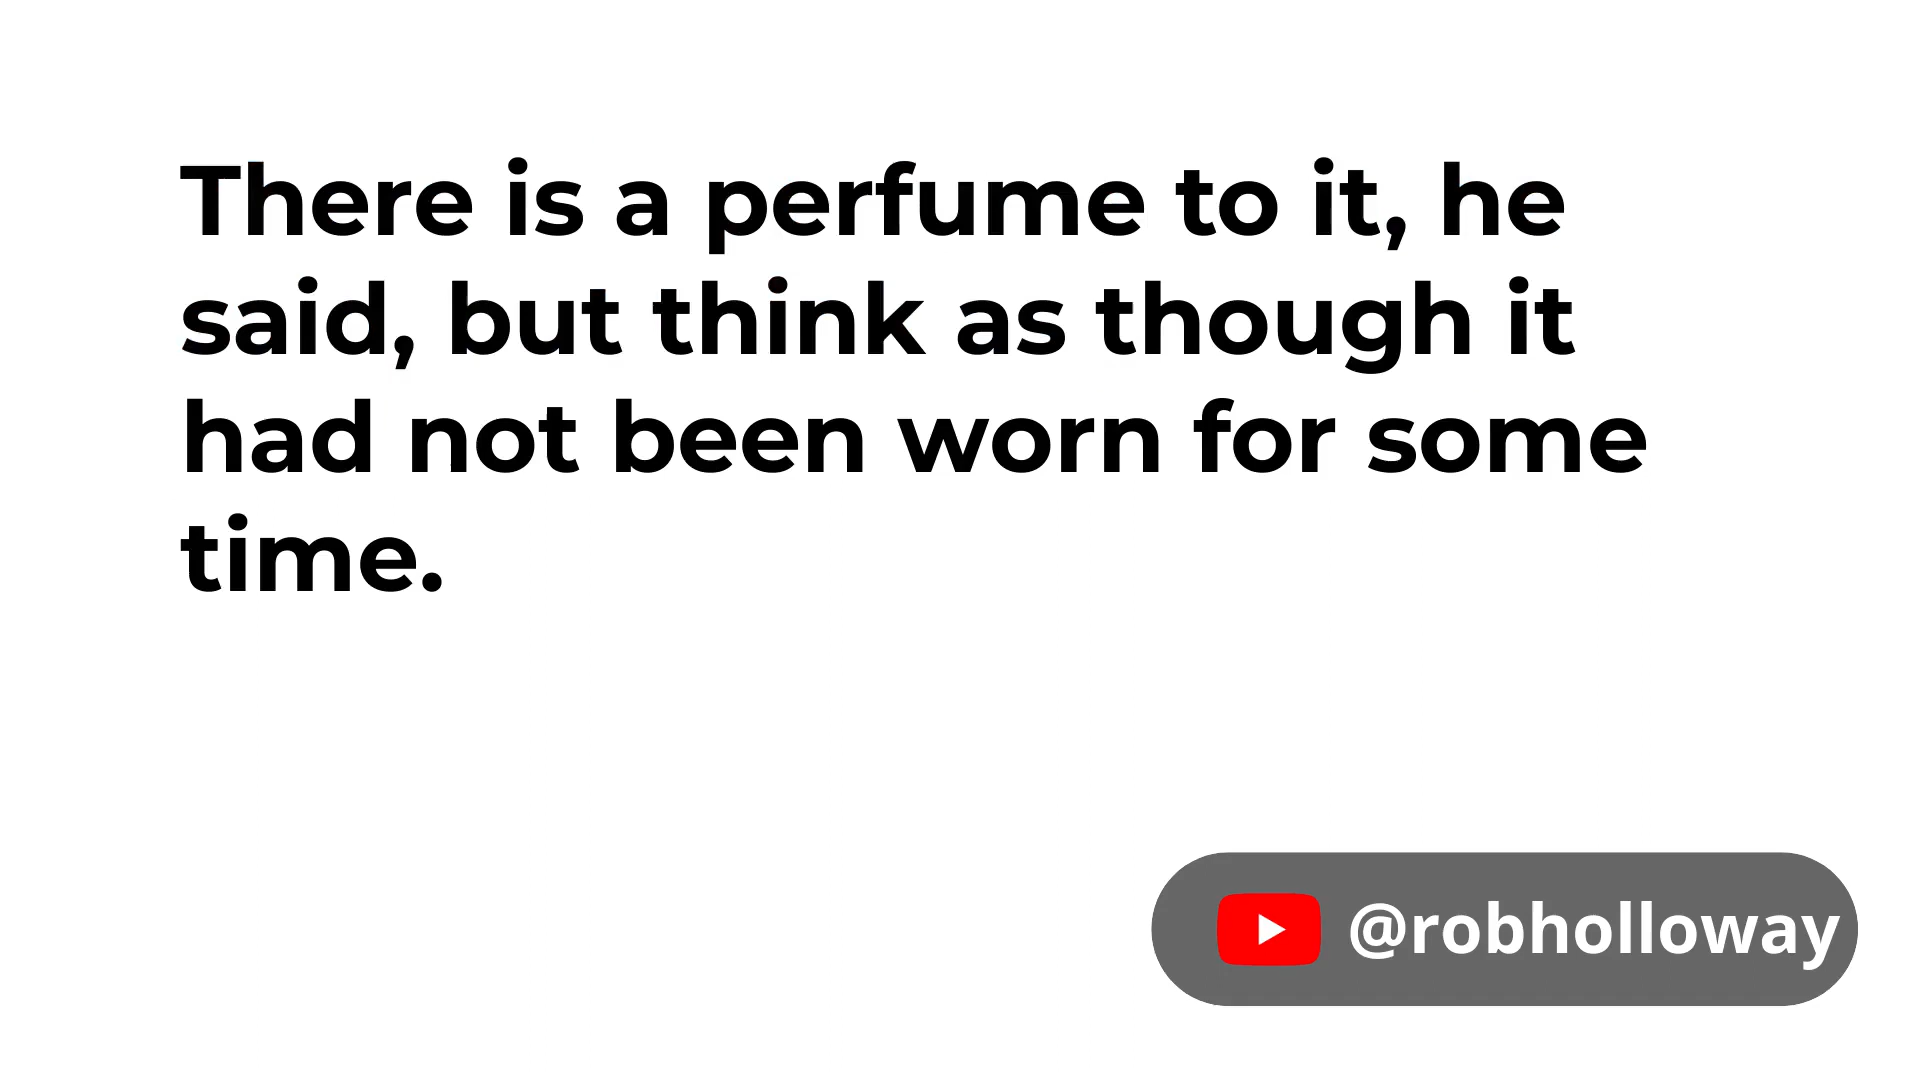 There is a perfume to it, he
said, but think as though it
had not been worn for some
time.
@robholloway